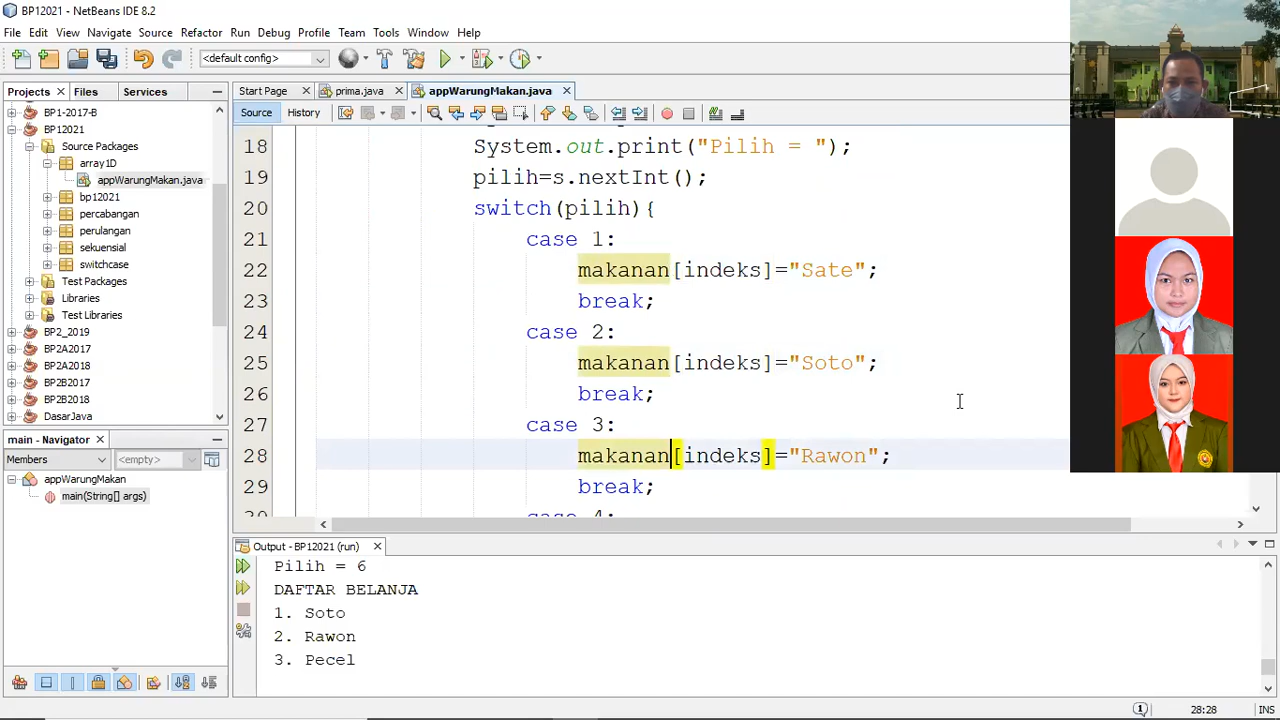 BP12021 - NetBeans IDE 8.2
File Edit View Navigate Source Refactor Run Debug Profile Team Tools Window Help
<default config>
Projects Files Services
Start Page prima.java appWarungMakan.java
Source History
BP1-2017-B
BP12021
Source Packages
array1D
appWarungMakan.java
bp12021
percabangan
perulangan
sekuensial
switchcase
Test Packages
Libraries
Test Libraries
BP2_2019
BP2A2017
BP2A2018
BP2B2017
BP2B2018
DasarJava
18 System.out.print("Pilih = ");
19 pilih=s.nextInt();
20 switch(pilih){
21 case 1:
22 makanan[indeks]="Sate";
23 break;
24 case 2:
25 makanan[indeks]="Soto";
26 break;
27 case 3:
28 makanan[indeks]="Rawon";
29 break;
30 case 4:
main - Navigator
Members <empty>
appWarungMakan
main(String[] args)
Output - BP12021 (run)
Pilih = 6
DAFTAR BELANJA
1. Soto
2. Rawon
3. Pecel
1 28:28 INS